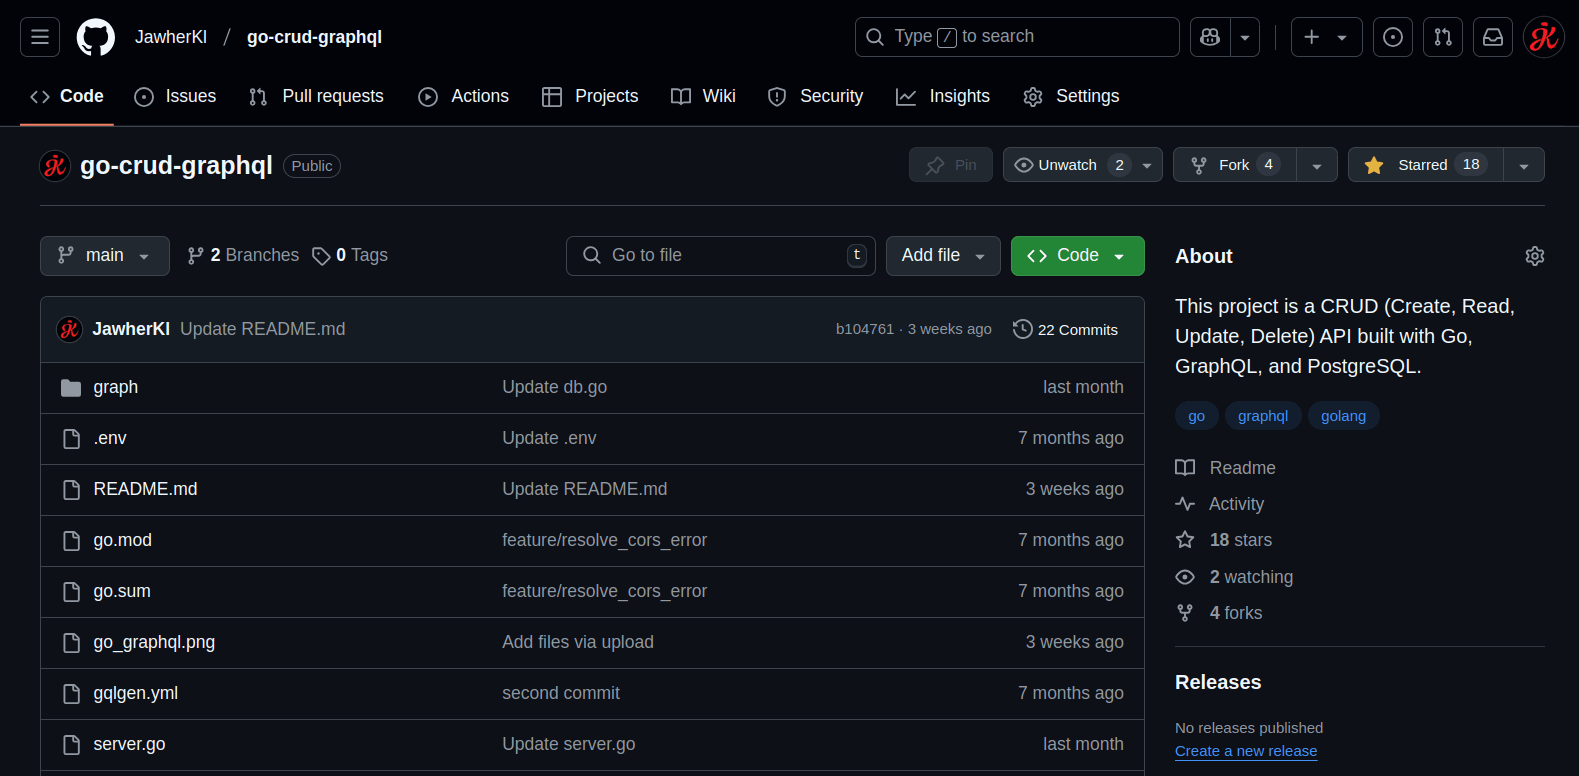 JawherKl / go-crud-graphql
Type / to search
Code Issues Pull requests Actions Projects Wiki Security Insights Settings
go-crud-graphql Public
Pin Unwatch 2 Fork 4 Starred 18
main 2 Branches 0 Tags
Go to file t Add file Code
JawherKl Update README.md b104761 · 3 weeks ago 22 Commits
graph Update db.go last month
.env Update .env 7 months ago
README.md Update README.md 3 weeks ago
go.mod feature/resolve_cors_error 7 months ago
go.sum feature/resolve_cors_error 7 months ago
go_graphql.png Add files via upload 3 weeks ago
gqlgen.yml second commit 7 months ago
server.go Update server.go last month
About
This project is a CRUD (Create, Read,
Update, Delete) API built with Go,
GraphQL, and PostgreSQL.
go graphql golang
Readme
Activity
18 stars
2 watching
4 forks
Releases
No releases published
Create a new release